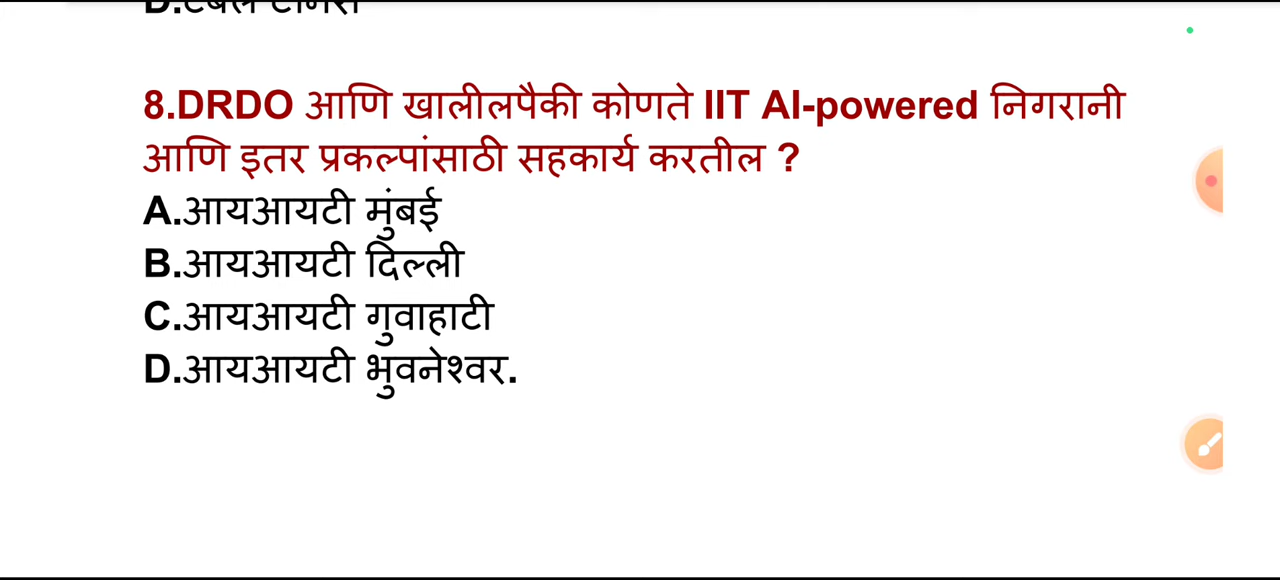 8.DRDO आणि खालीलपैकी कोणते IIT AI-powered निगरानी
आणि इतर प्रकल्पांसाठी सहकार्य करतील ?
A.आयआयटी मुंबई
B.आयआयटी दिल्ली
C.आयआयटी गुवाहाटी
D.आयआयटी भुवनेश्वर.